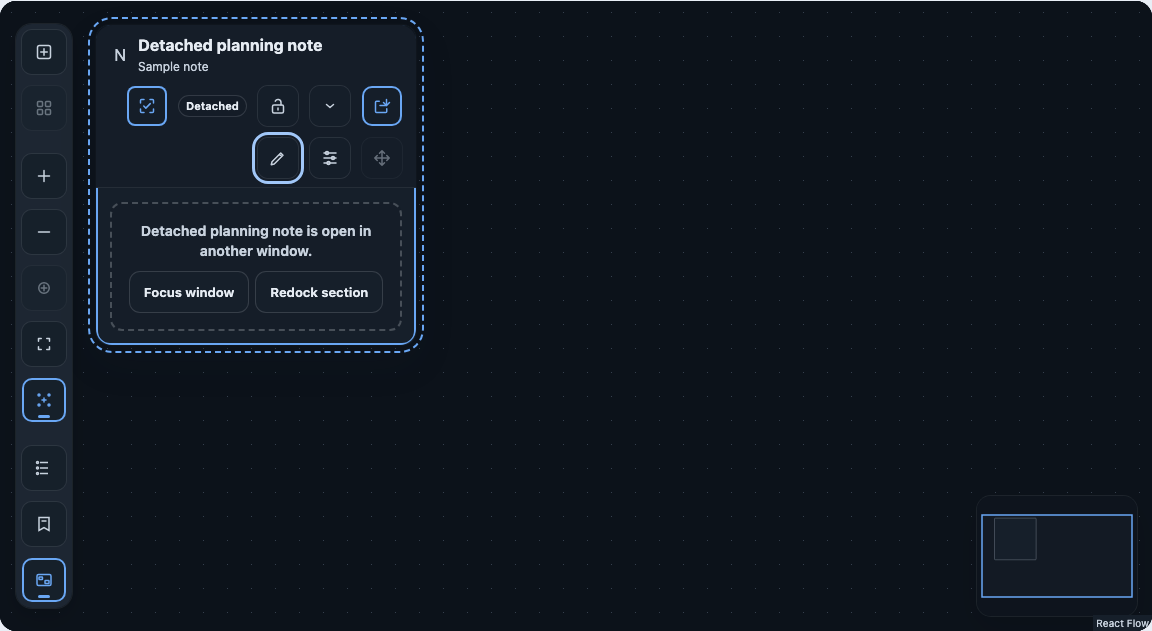 N
Detached planning note
Sample note
Detached
Detached planning note is open in
another window.
Focus window
Redock section
React Flow